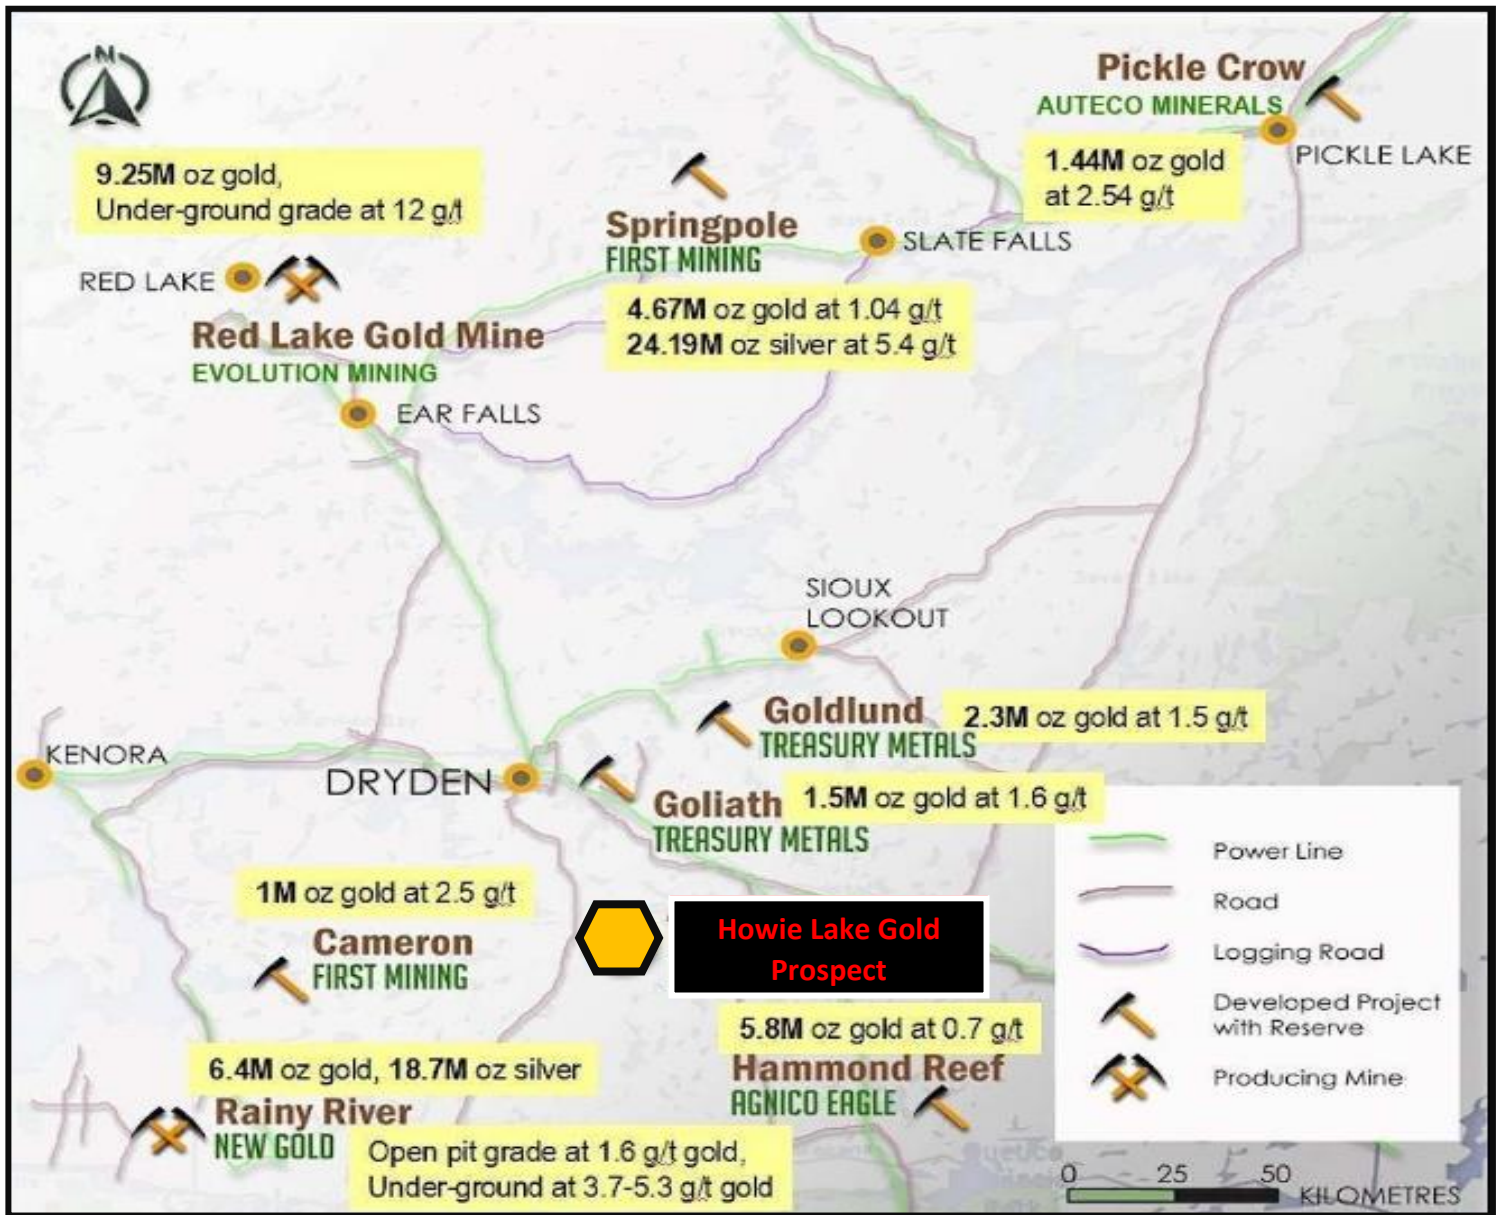 N
Pickle Crow
AUTECO MINERALS
PICKLE LAKE
1.44M oz gold
at 2.54 g/t
9.25M oz gold,
Under-ground grade at 12 g/t
RED LAKE
Red Lake Gold Mine
EVOLUTION MINING
EAR FALLS
Springpole
FIRST MINING
SLATE FALLS
4.67M oz gold at 1.04 g/t
24.19M oz silver at 5.4 g/t
SIOUX
LOOKOUT
Goldlund
TREASURY METALS
2.3M oz gold at 1.5 g/t
KENORA
DRYDEN
Goliath
TREASURY METALS
1.5M oz gold at 1.6 g/t
1M oz gold at 2.5 g/t
Cameron
FIRST MINING
Howie Lake Gold
Prospect
5.8M oz gold at 0.7 g/t
Hammond Reef
AGNICO EAGLE
6.4M oz gold, 18.7M oz silver
Rainy River
NEW GOLD
Open pit grade at 1.6 g/t gold,
Under-ground at 3.7-5.3 g/t gold
Power Line
Road
Logging Road
Developed Project
with Reserve
Producing Mine
0 25 50
KILOMETRES